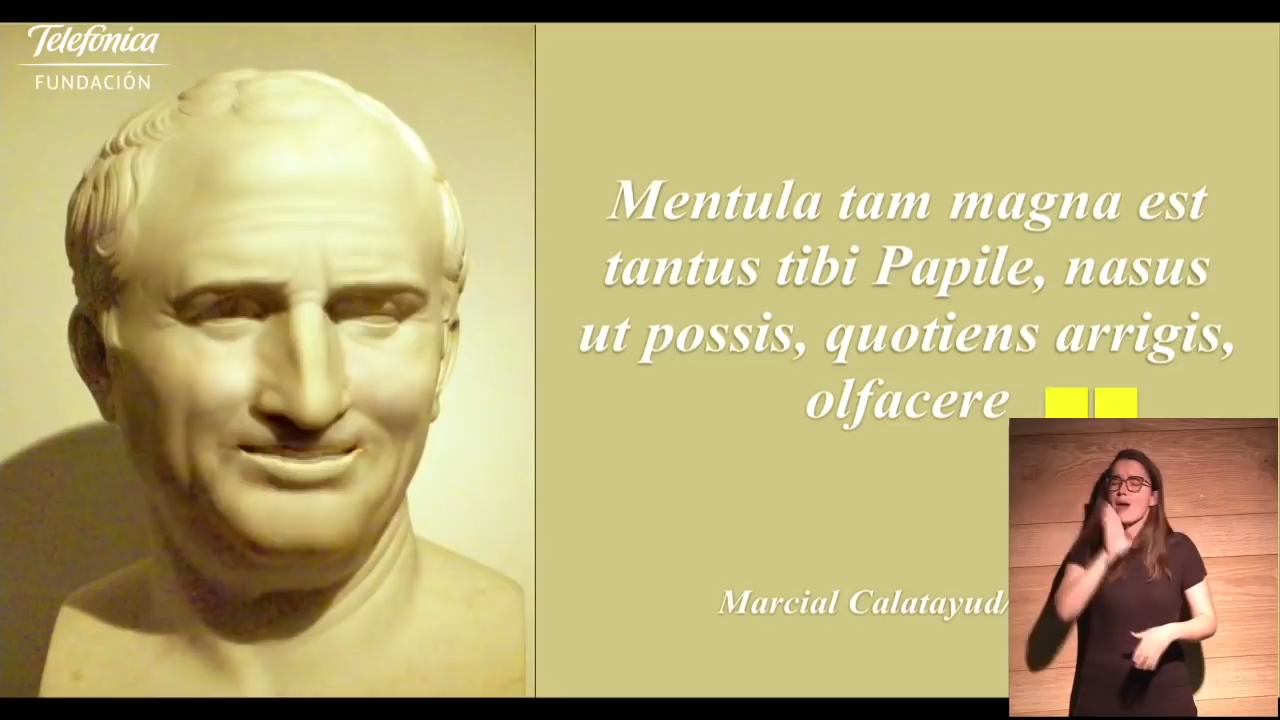 Telefónica
FUNDACIÓN
Mentula tam magna est
tantus tibi Papile, nasus
ut possis, quotiens arrigis,
olfacere
Marcial Calatayud/